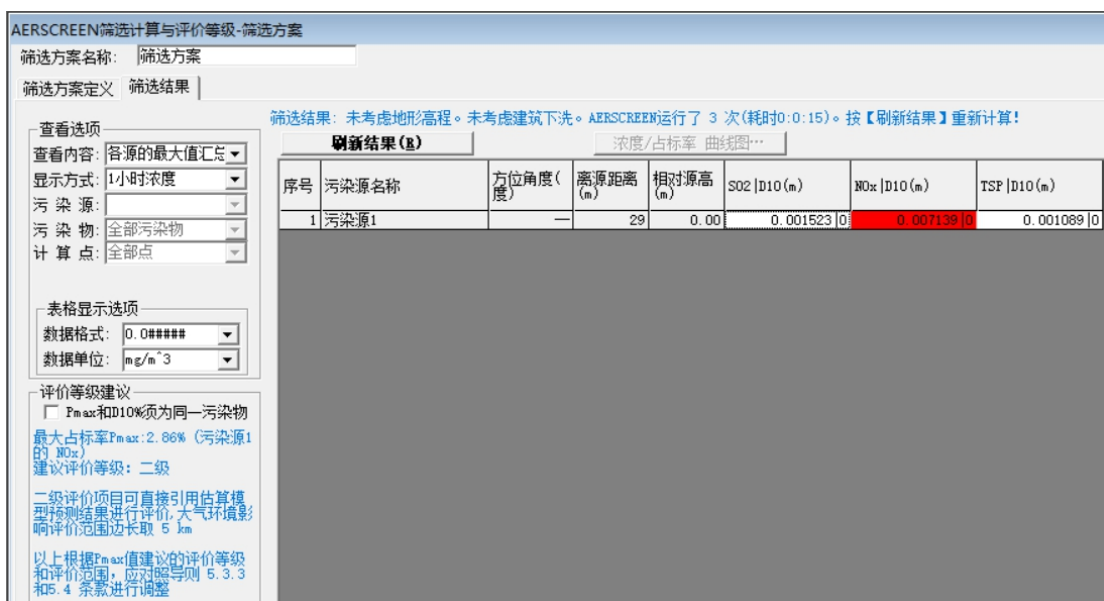 AERSCREEN筛选计算与评价等级-筛选方案
筛选方案名称: 筛选方案
筛选方案定义 筛选结果
筛选结果: 未考虑地形高程。未考虑建筑下洗。AERSCREEN运行了 3 次(耗时0:0:15)。按【刷新结果】重新计算!
查看选项
查看内容: 各源的最大值汇总
显示方式: 1小时浓度
污 染 源:
污 染 物: 全部污染物
计 算 点: 全部点
刷新结果(R) 浓度/占标率 曲线图…
序号 污染源名称 方位角度(度) 离源距离(m) 相对源高(m) SO2|D10(m) NOx|D10(m) TSP|D10(m)
1 污染源1 — 29 0.00 0.001523|0 0.007139|0 0.001089|0
表格显示选项
数据格式: 0.0#####
数据单位: mg/m^3
评价等级建议
Pmax和D10%须为同一污染物
最大占标率Pmax:2.86% (污染源1
的 NOx)
建议评价等级: 二级
二级评价项目可直接引用估算模
型预测结果进行评价,大气环境影
响评价范围边长取 5 km
以上根据Pmax值建议的评价等级
和评价范围, 应对照导则 5.3.3
和5.4 条款进行调整